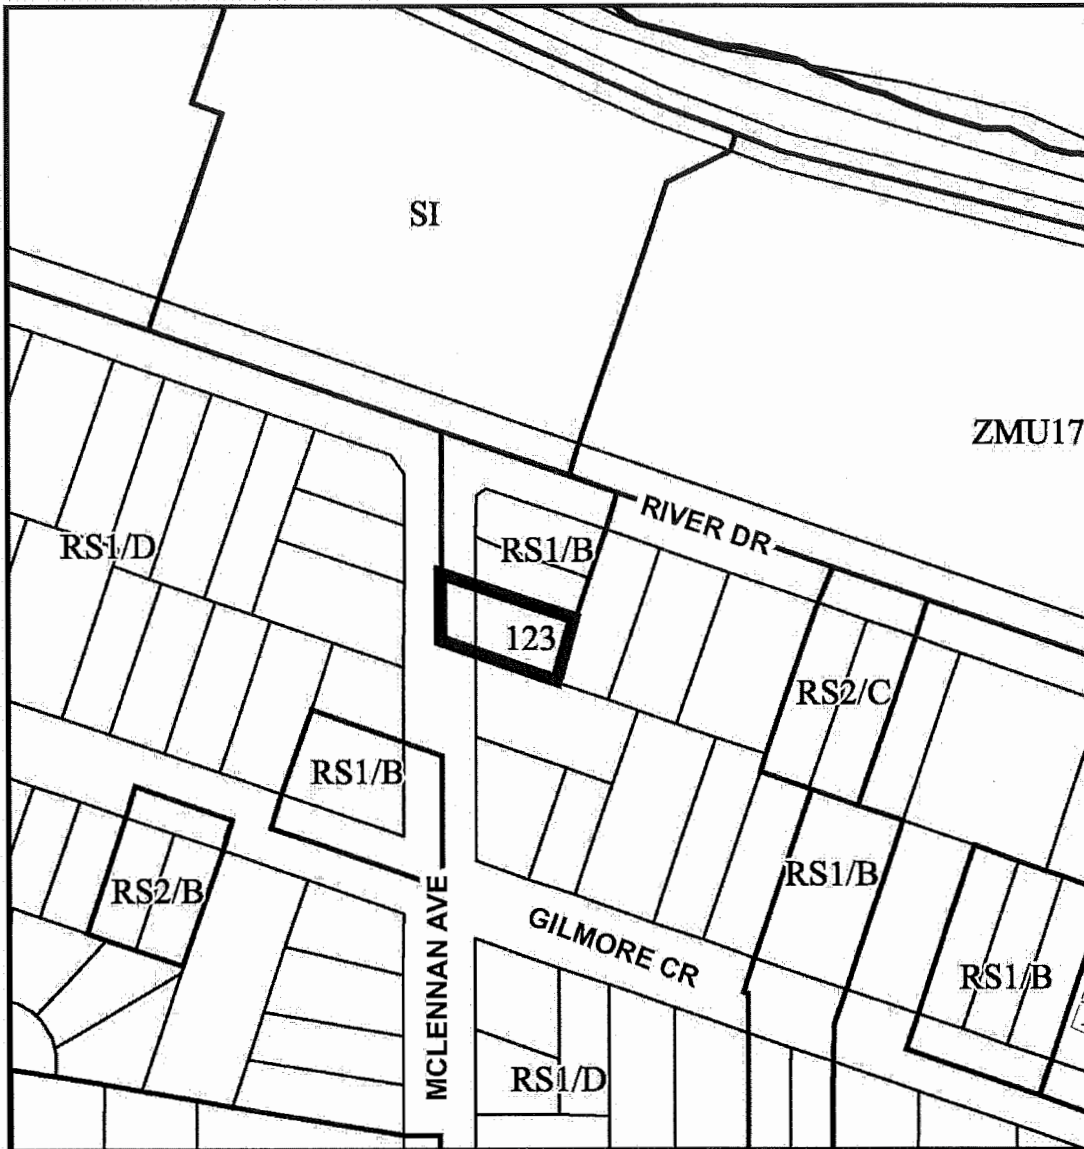 SI
ZMU17
RIVER DR
RS1/D
RS1/B
123
RS2/C
RS1/B
RS1/B
RS2/B
GILMORE CR
RS1/B
MCLENNAN AVE
RS1/D